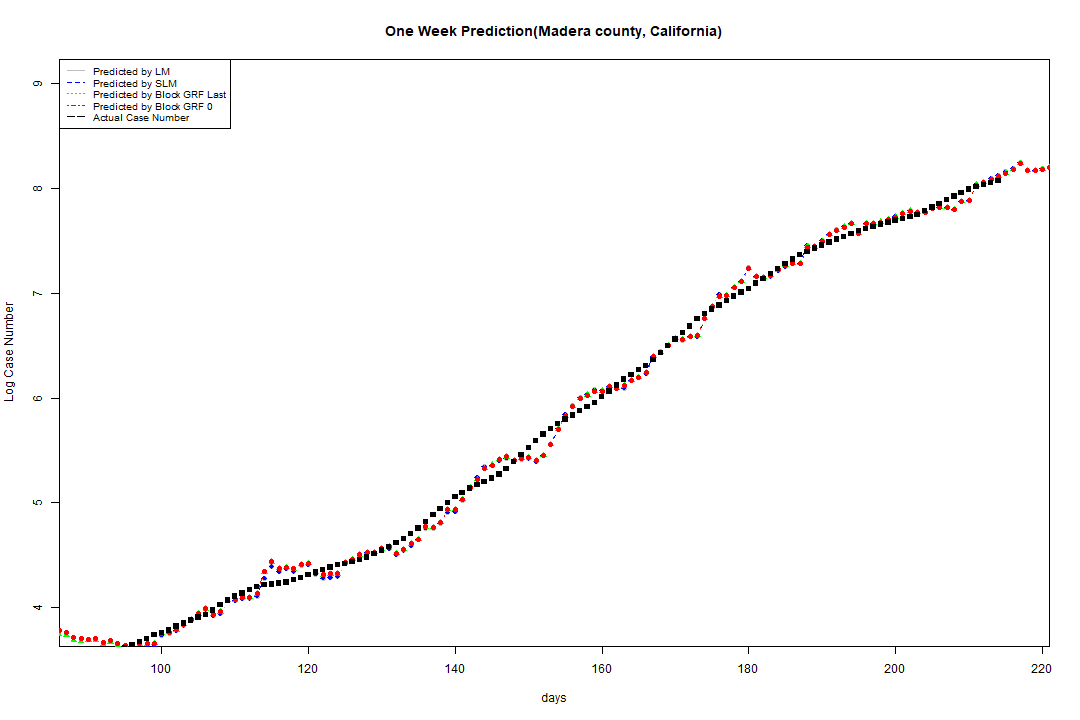 One Week Prediction(Madera county, California)
Predicted by LM
Predicted by SLM
Predicted by Block GRF Last
Predicted by Block GRF 0
Actual Case Number
9
8
7
6
5
4
Log Case Number
100 120 140 160 180 200 220
days